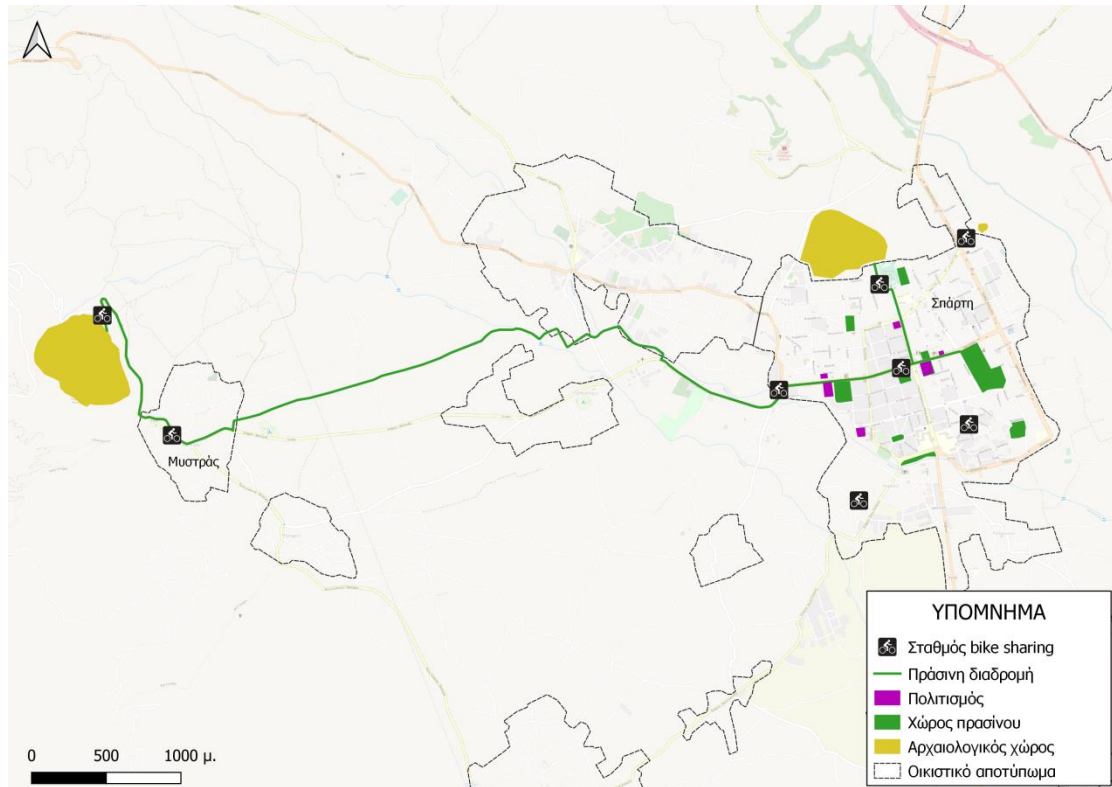 Σπάρτη
Μυστράς
ΥΠΟΜΝΗΜΑ
Σταθμός bike sharing
Πράσινη διαδρομή
Πολιτισμός
Χώρος πρασίνου
Αρχαιολογικός χώρος
Οικιστικό αποτύπωμα
0 500 1000 μ.